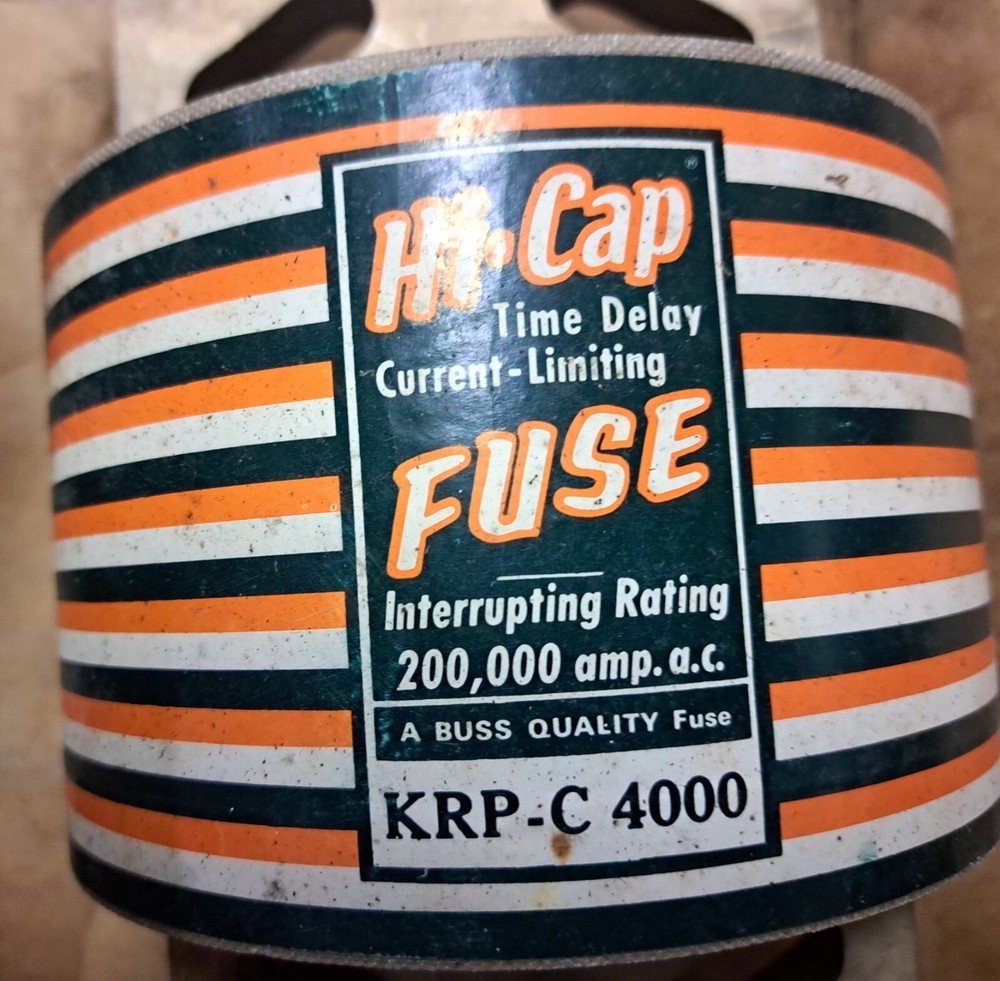 Hi-Cap®
Time Delay
Current-Limiting
FUSE
Interrupting Rating
200,000 amp. a.c.
A BUSS QUALITY Fuse
KRP-C 4000